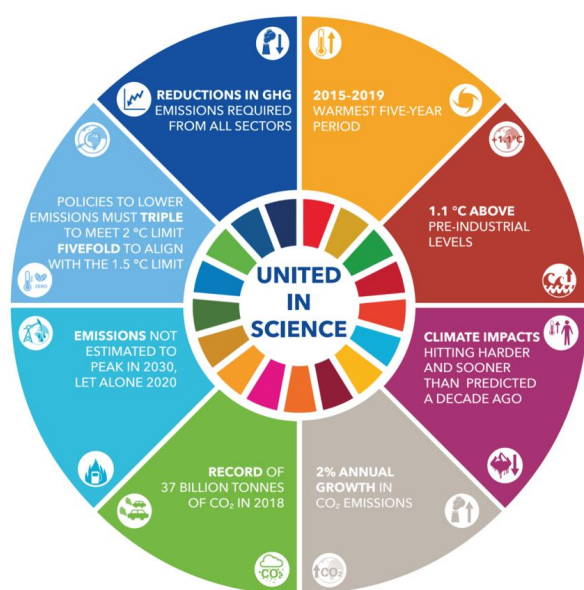 REDUCTIONS IN GHG
EMISSIONS REQUIRED
FROM ALL SECTORS
2015-2019
WARMEST FIVE-YEAR
PERIOD
+1.1°C
1.1 °C ABOVE
PRE-INDUSTRIAL
LEVELS
CLIMATE IMPACTS
HITTING HARDER
AND SOONER
THAN PREDICTED
A DECADE AGO
2% ANNUAL
GROWTH IN
CO₂ EMISSIONS
CO₂
RECORD OF
37 BILLION TONNES
OF CO₂ IN 2018
CO₂
EMISSIONS NOT
ESTIMATED TO
PEAK IN 2030,
LET ALONE 2020
POLICIES TO LOWER
EMISSIONS MUST TRIPLE
TO MEET 2 °C LIMIT
FIVEFOLD TO ALIGN
WITH THE 1.5 °C LIMIT
ZERO
UNITED
IN
SCIENCE